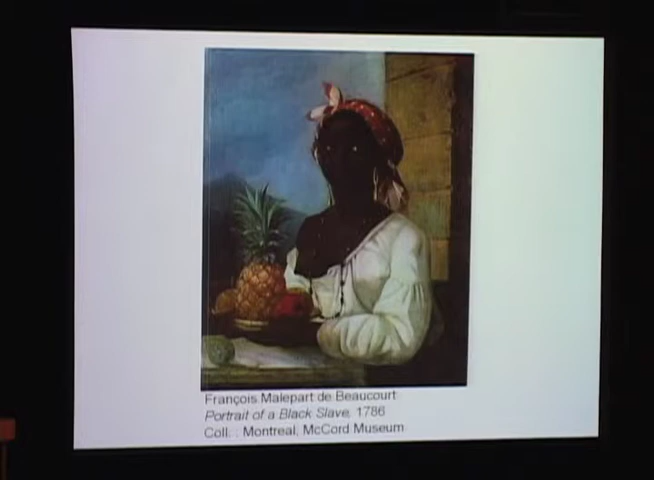 François Malepart de Beaucourt
Portrait of a Black Slave, 1786
Coll. : Montreal, McCord Museum